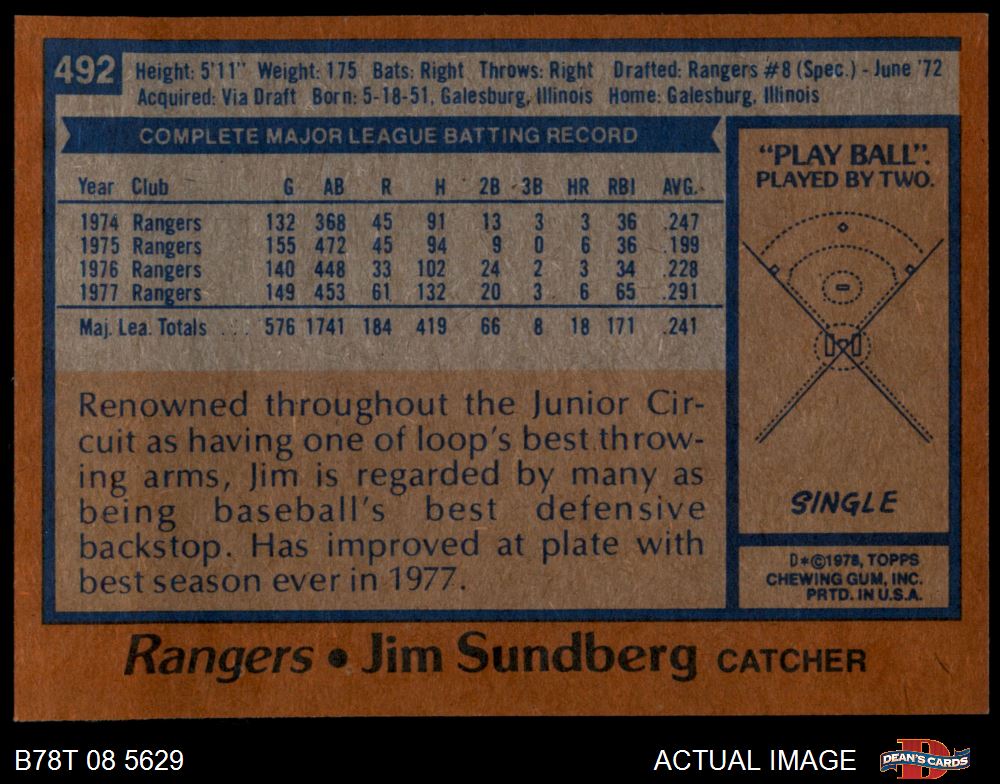 492
Height: 5'11" Weight: 175 Bats: Right Throws: Right Drafted: Rangers #8 (Spec.) - June '72
Acquired: Via Draft Born: 5-18-51, Galesburg, Illinois Home: Galesburg, Illinois
COMPLETE MAJOR LEAGUE BATTING RECORD
Year Club G AB R H 2B 3B HR RBI AVG.
1974 Rangers 132 368 45 91 13 3 3 36 .247
1975 Rangers 155 472 45 94 9 0 6 36 .199
1976 Rangers 140 448 33 102 24 2 3 34 .228
1977 Rangers 149 453 61 132 20 3 6 65 .291
Maj. Lea. Totals . . . 576 1741 184 419 66 8 18 171 .241
Renowned throughout the Junior Cir-
cuit as having one of loop's best throw-
ing arms, Jim is regarded by many as
being baseball's best defensive
backstop. Has improved at plate with
best season ever in 1977.
"PLAY BALL".
PLAYED BY TWO.
SINGLE
D*©1978, TOPPS
CHEWING GUM, INC.
PRTD. IN U.S.A.
Rangers • Jim Sundberg CATCHER
B78T 08 5629
ACTUAL IMAGE
DEAN'S CARDS